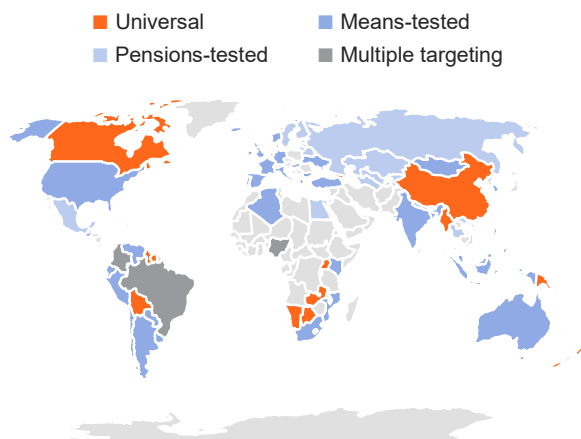 Universal
Means-tested
Pensions-tested
Multiple targeting